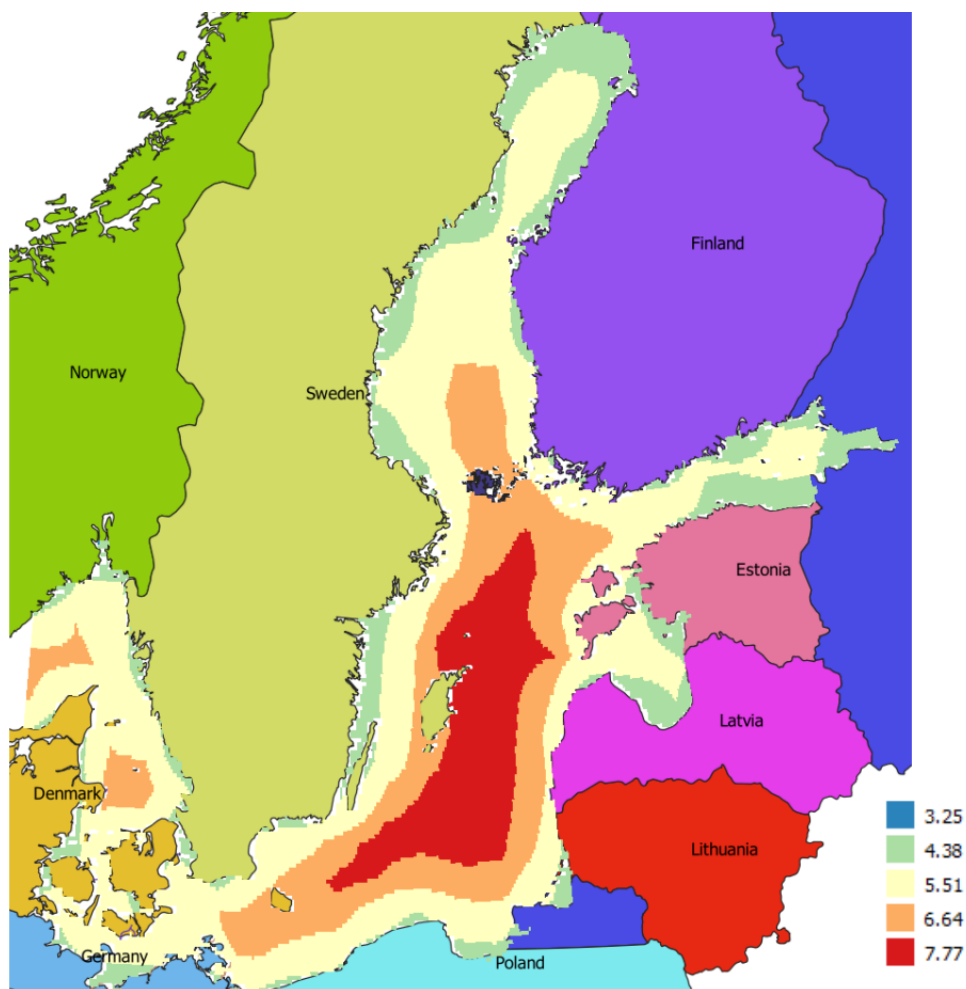 Finland
Norway
Sweden
Estonia
Latvia
Denmark
Lithuania
Germany
Poland
3.25
4.38
5.51
6.64
7.77